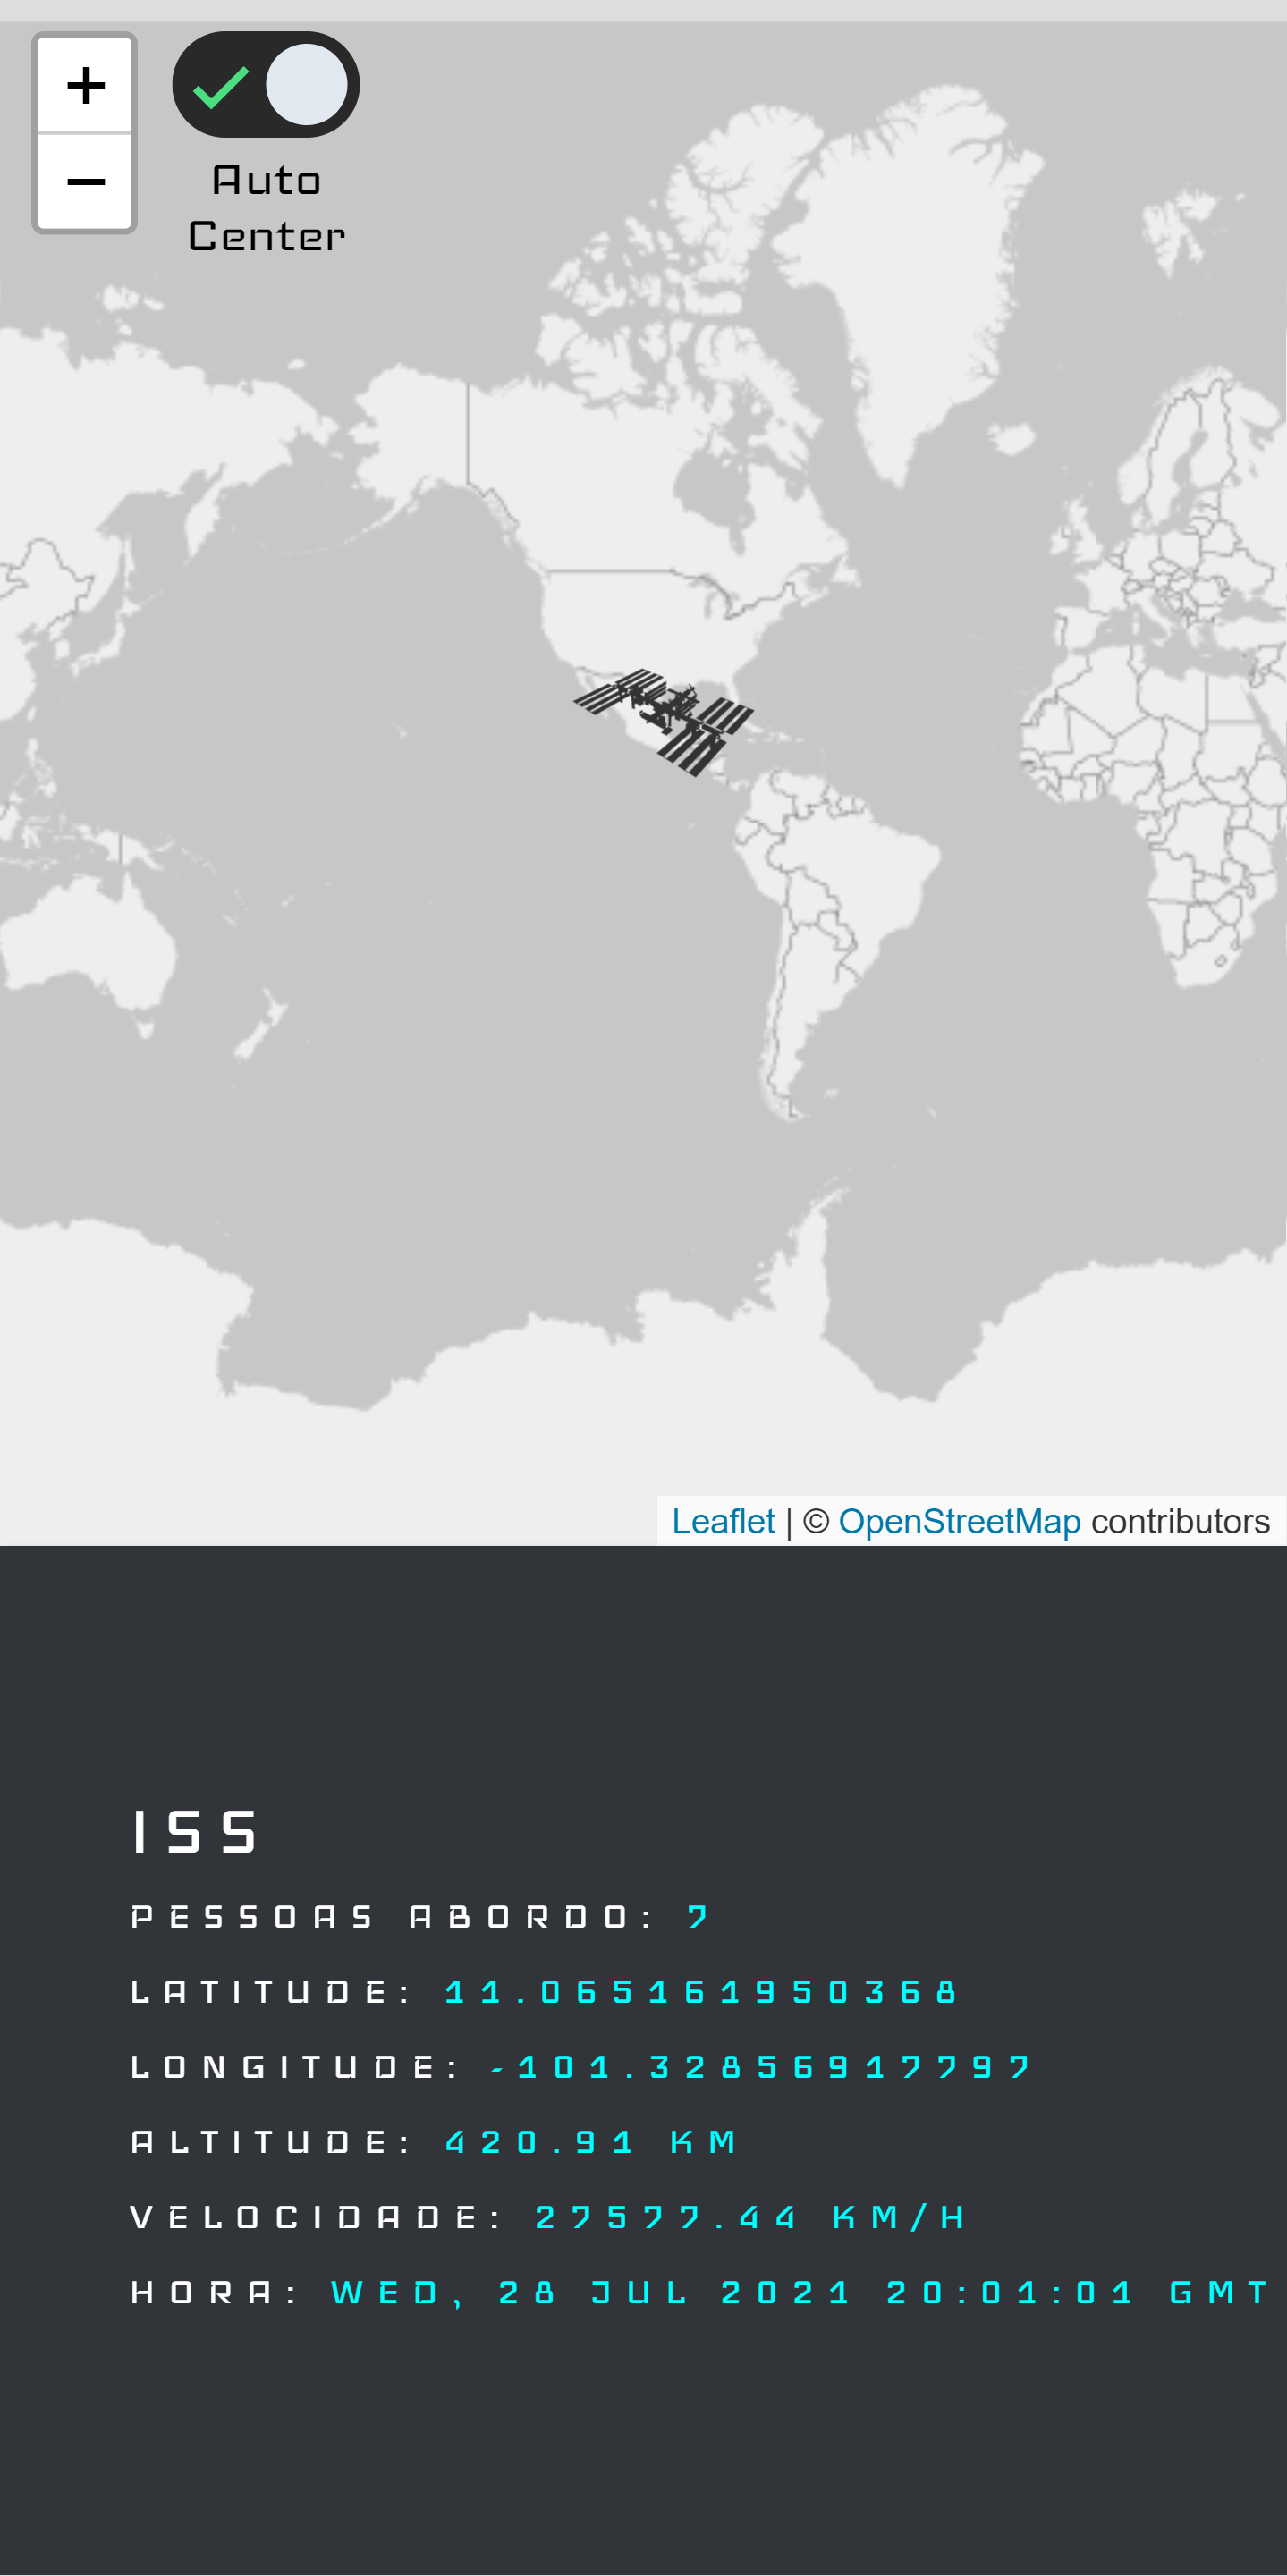 +
−
Auto
Center
Leaflet | © OpenStreetMap contributors
ISS
PESSOAS ABORDO: 7
LATITUDE: 11.065161950368
LONGITUDE: -101.32856917797
ALTITUDE: 420.91 KM
VELOCIDADE: 27577.44 KM/H
HORA: WED, 28 JUL 2021 20:01:01 GMT